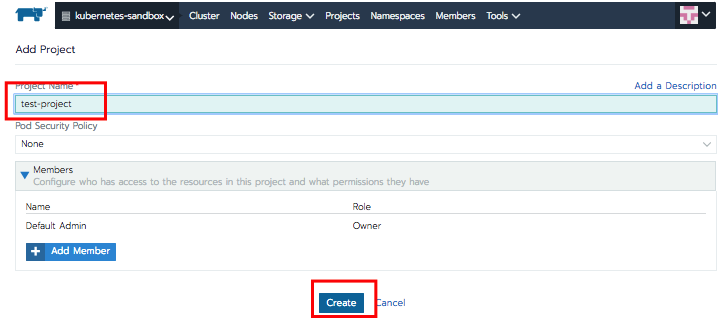 kubernetes-sandbox Cluster Nodes Storage Projects Namespaces Members Tools
Add Project
Project Name * Add a Description
test-project
Pod Security Policy
None
Members
Configure who has access to the resources in this project and what permissions they have
Name Role
Default Admin Owner
+ Add Member
Create Cancel